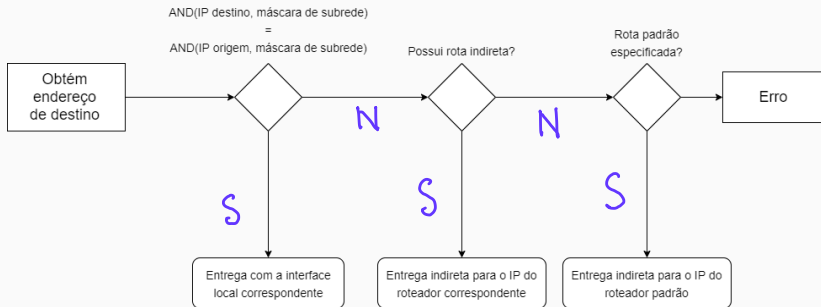 AND(IP destino, máscara de subrede)
=
AND(IP origem, máscara de subrede)
Possui rota indireta?
Rota padrão
especificada?
Obtém
endereço
de destino
N
N
Erro
S
S
S
Entrega com a interface
local correspondente
Entrega indireta para o IP do
roteador correspondente
Entrega indireta para o IP do
roteador padrão